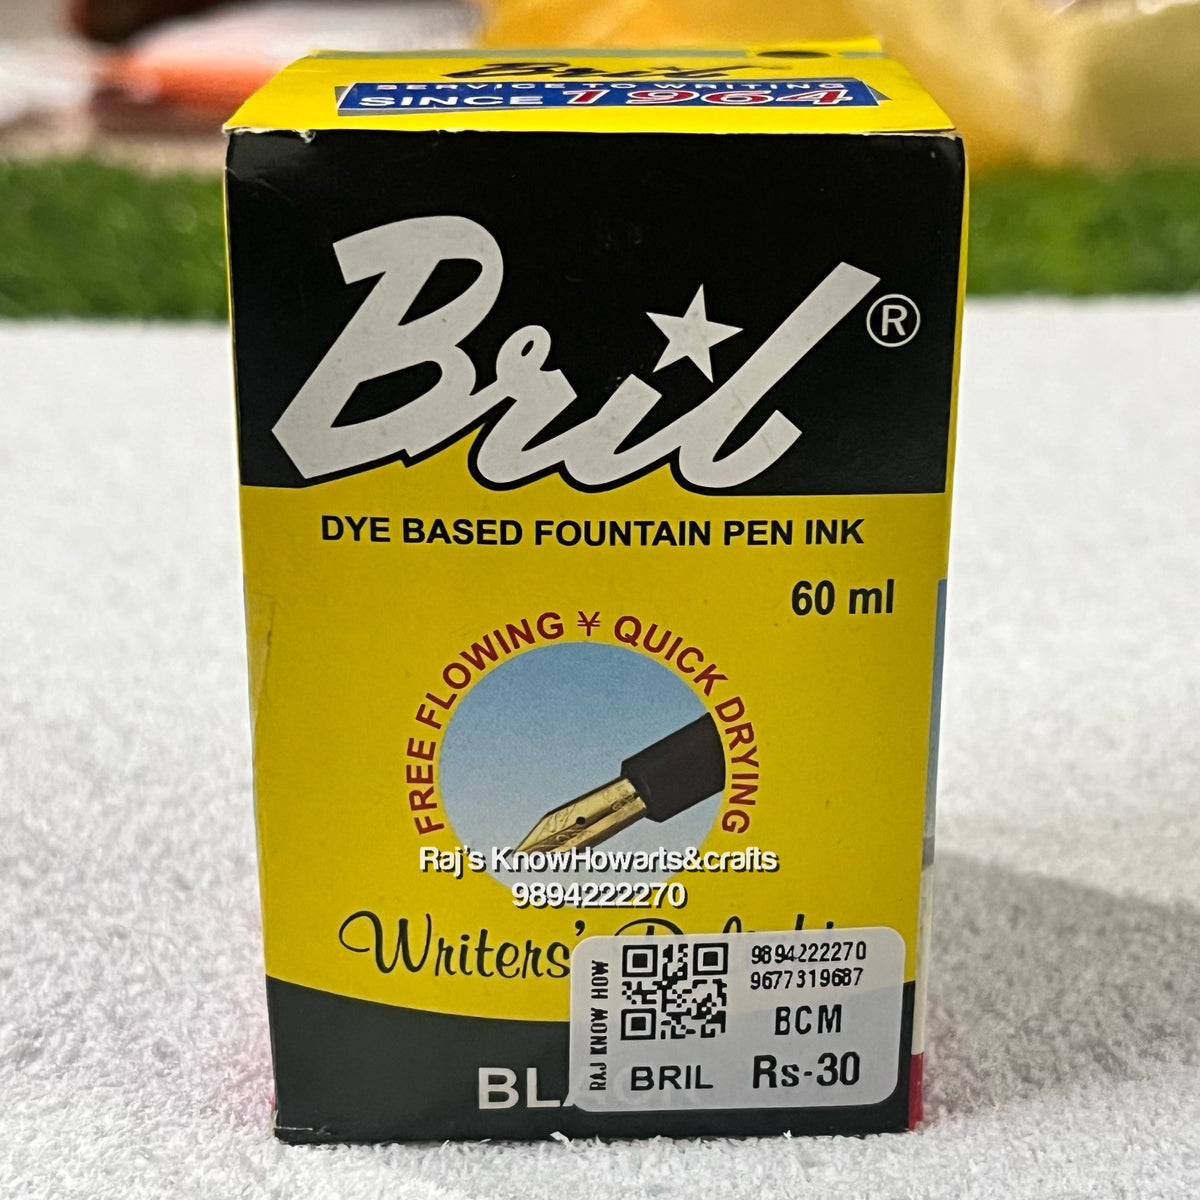 Bril
SERVICE TO WRITING
SINCE 1964
Bril®
DYE BASED FOUNTAIN PEN INK
60 ml
FREE FLOWING ¥ QUICK DRYING
Raj's KnowHowarts&crafts
9894222270
Writers'
RAJ KNOW HOW
9894222270
9677319687
BCM
BRIL Rs-30